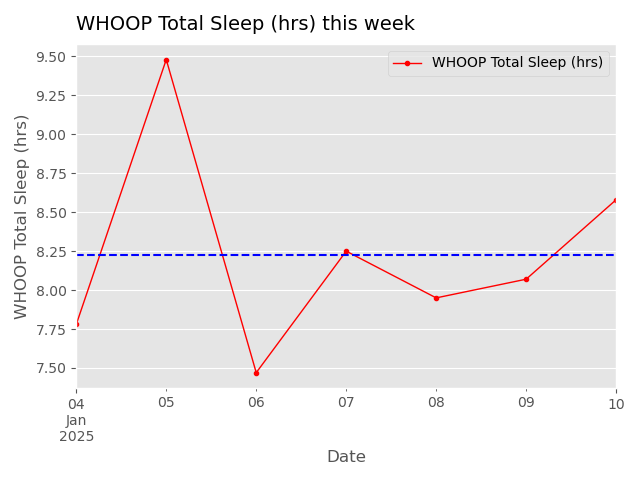 WHOOP Total Sleep (hrs) this week
WHOOP Total Sleep (hrs)
WHOOP Total Sleep (hrs)
9.50
9.25
9.00
8.75
8.50
8.25
8.00
7.75
7.50
04 05 06 07 08 09 10
Jan
2025
Date